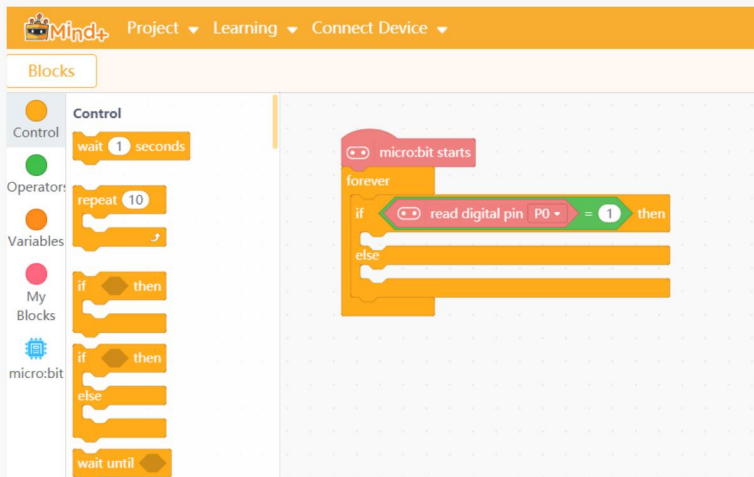 Mind+ Project Learning Connect Device
Blocks
Control
Operators
Variables
My
Blocks
micro:bit
Control
wait 1 seconds
repeat 10
if then
if then
else
wait until
micro:bit starts
forever
if read digital pin P0 = 1 then
else